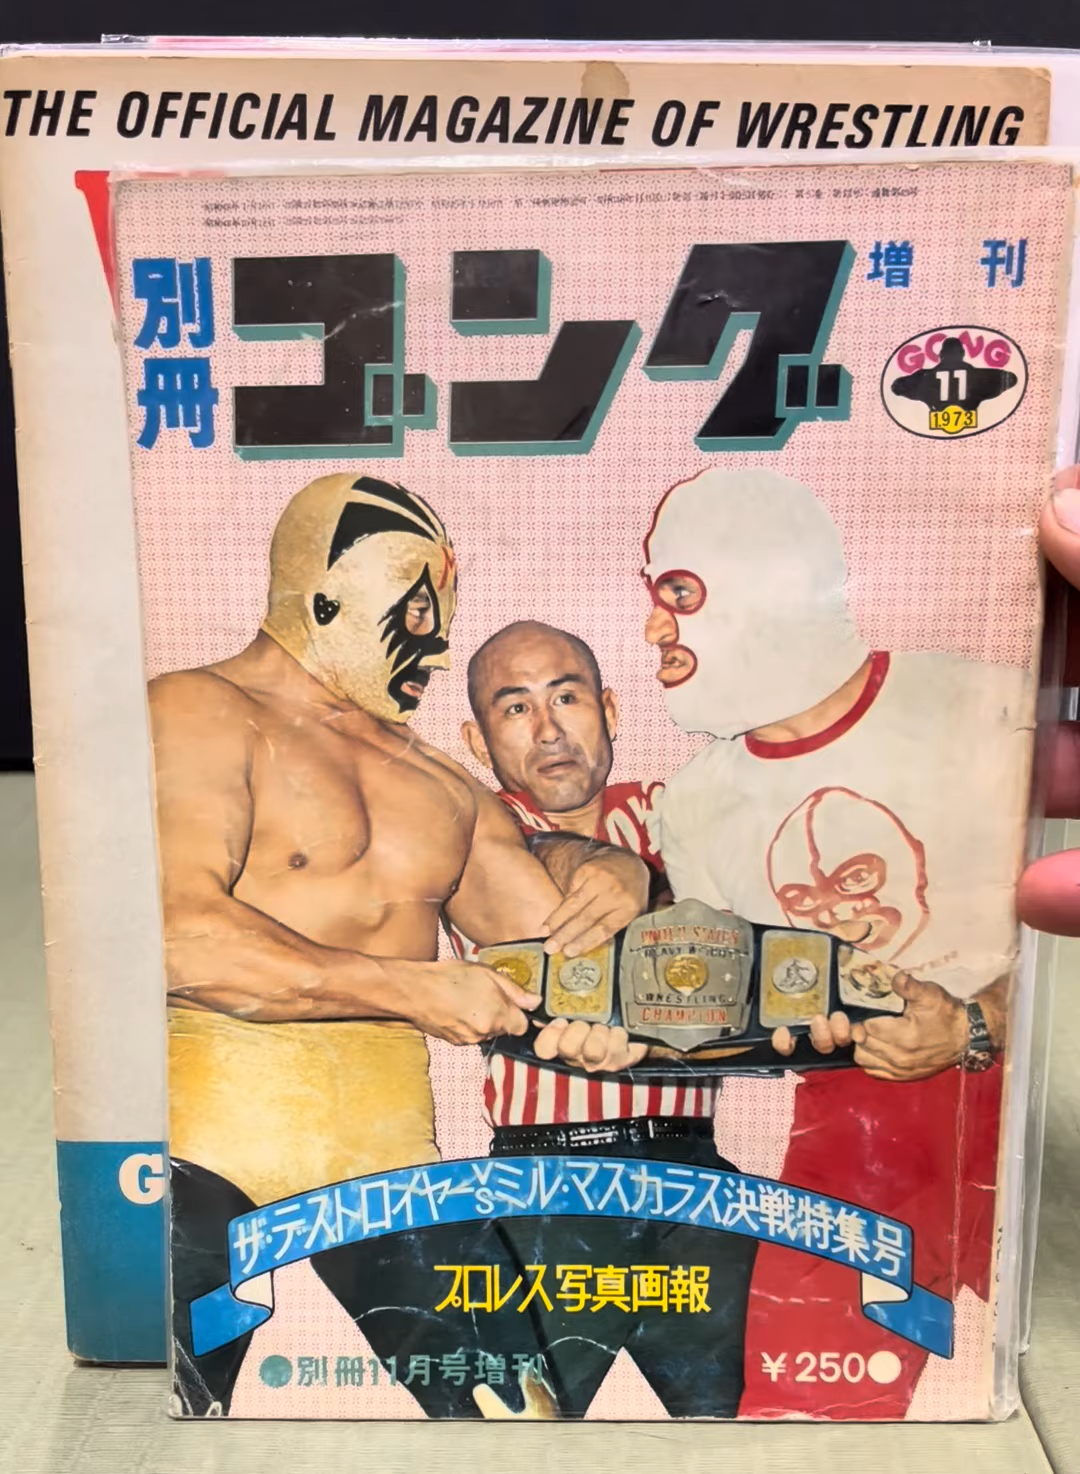 THE OFFICIAL MAGAZINE OF WRESTLING
別冊
ゴング
増刊
GONG
11
1973
UNITED STATES
HEAVY WEIGHT
WRESTLING
CHAMPION
ザ・デストロイヤーVSミル・マスカラス決戦特集号
プロレス写真画報
●別冊11月号増刊
¥250●
G